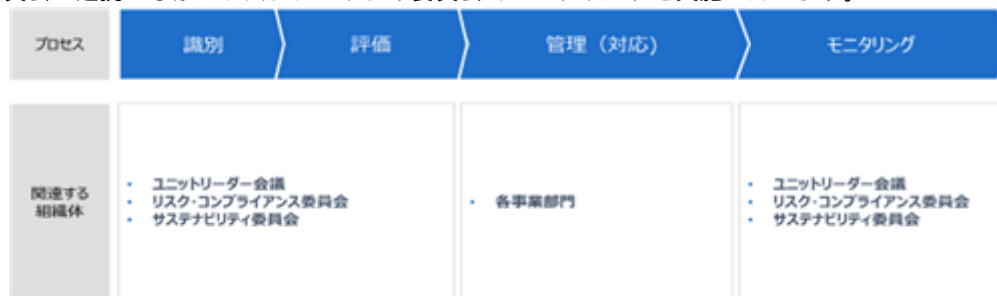 プロセス
識別
評価
管理（対応）
モニタリング
関連する
組織体
・ ユニットリーダー会議
・ リスク・コンプライアンス委員会
・ サステナビリティ委員会
・ 各事業部門
・ ユニットリーダー会議
・ リスク・コンプライアンス委員会
・ サステナビリティ委員会